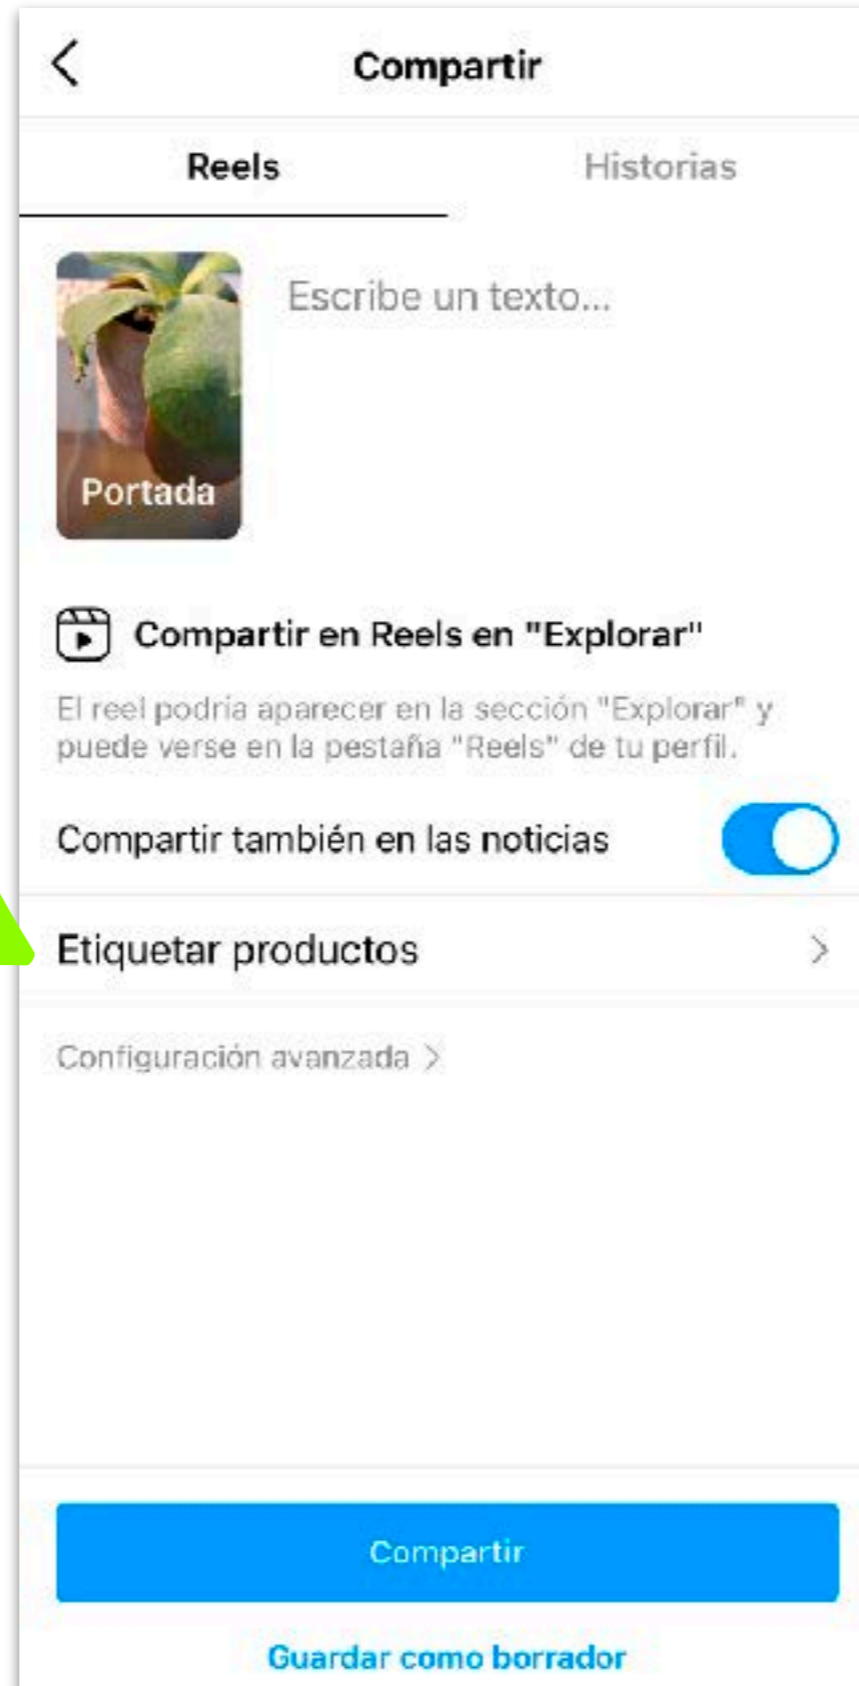 Compartir
Reels
Historias
Escribe un texto...
Portada
Compartir en Reels en "Explorar"
El reel podría aparecer en la sección "Explorar" y
puede verse en la pestaña "Reels" de tu perfil.
Compartir también en las noticias
Etiquetar productos
Configuración avanzada
Compartir
Guardar como borrador